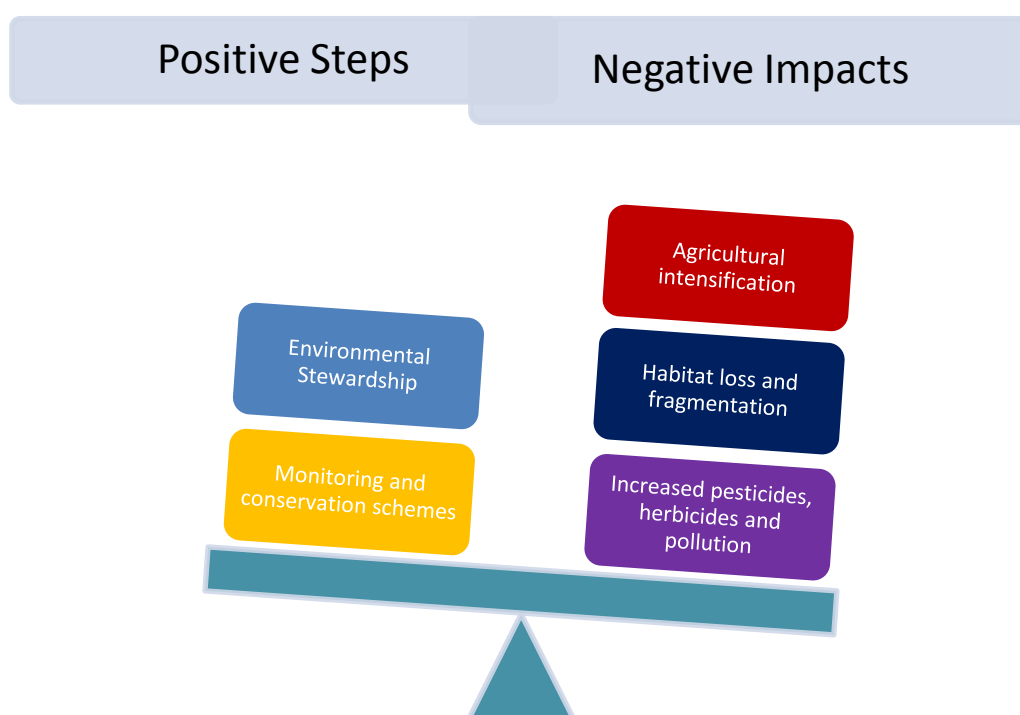 Positive Steps
Negative Impacts
Agricultural
intensification
Environmental
Stewardship
Habitat loss and
fragmentation
Monitoring and
conservation schemes
Increased pesticides,
herbicides and
pollution